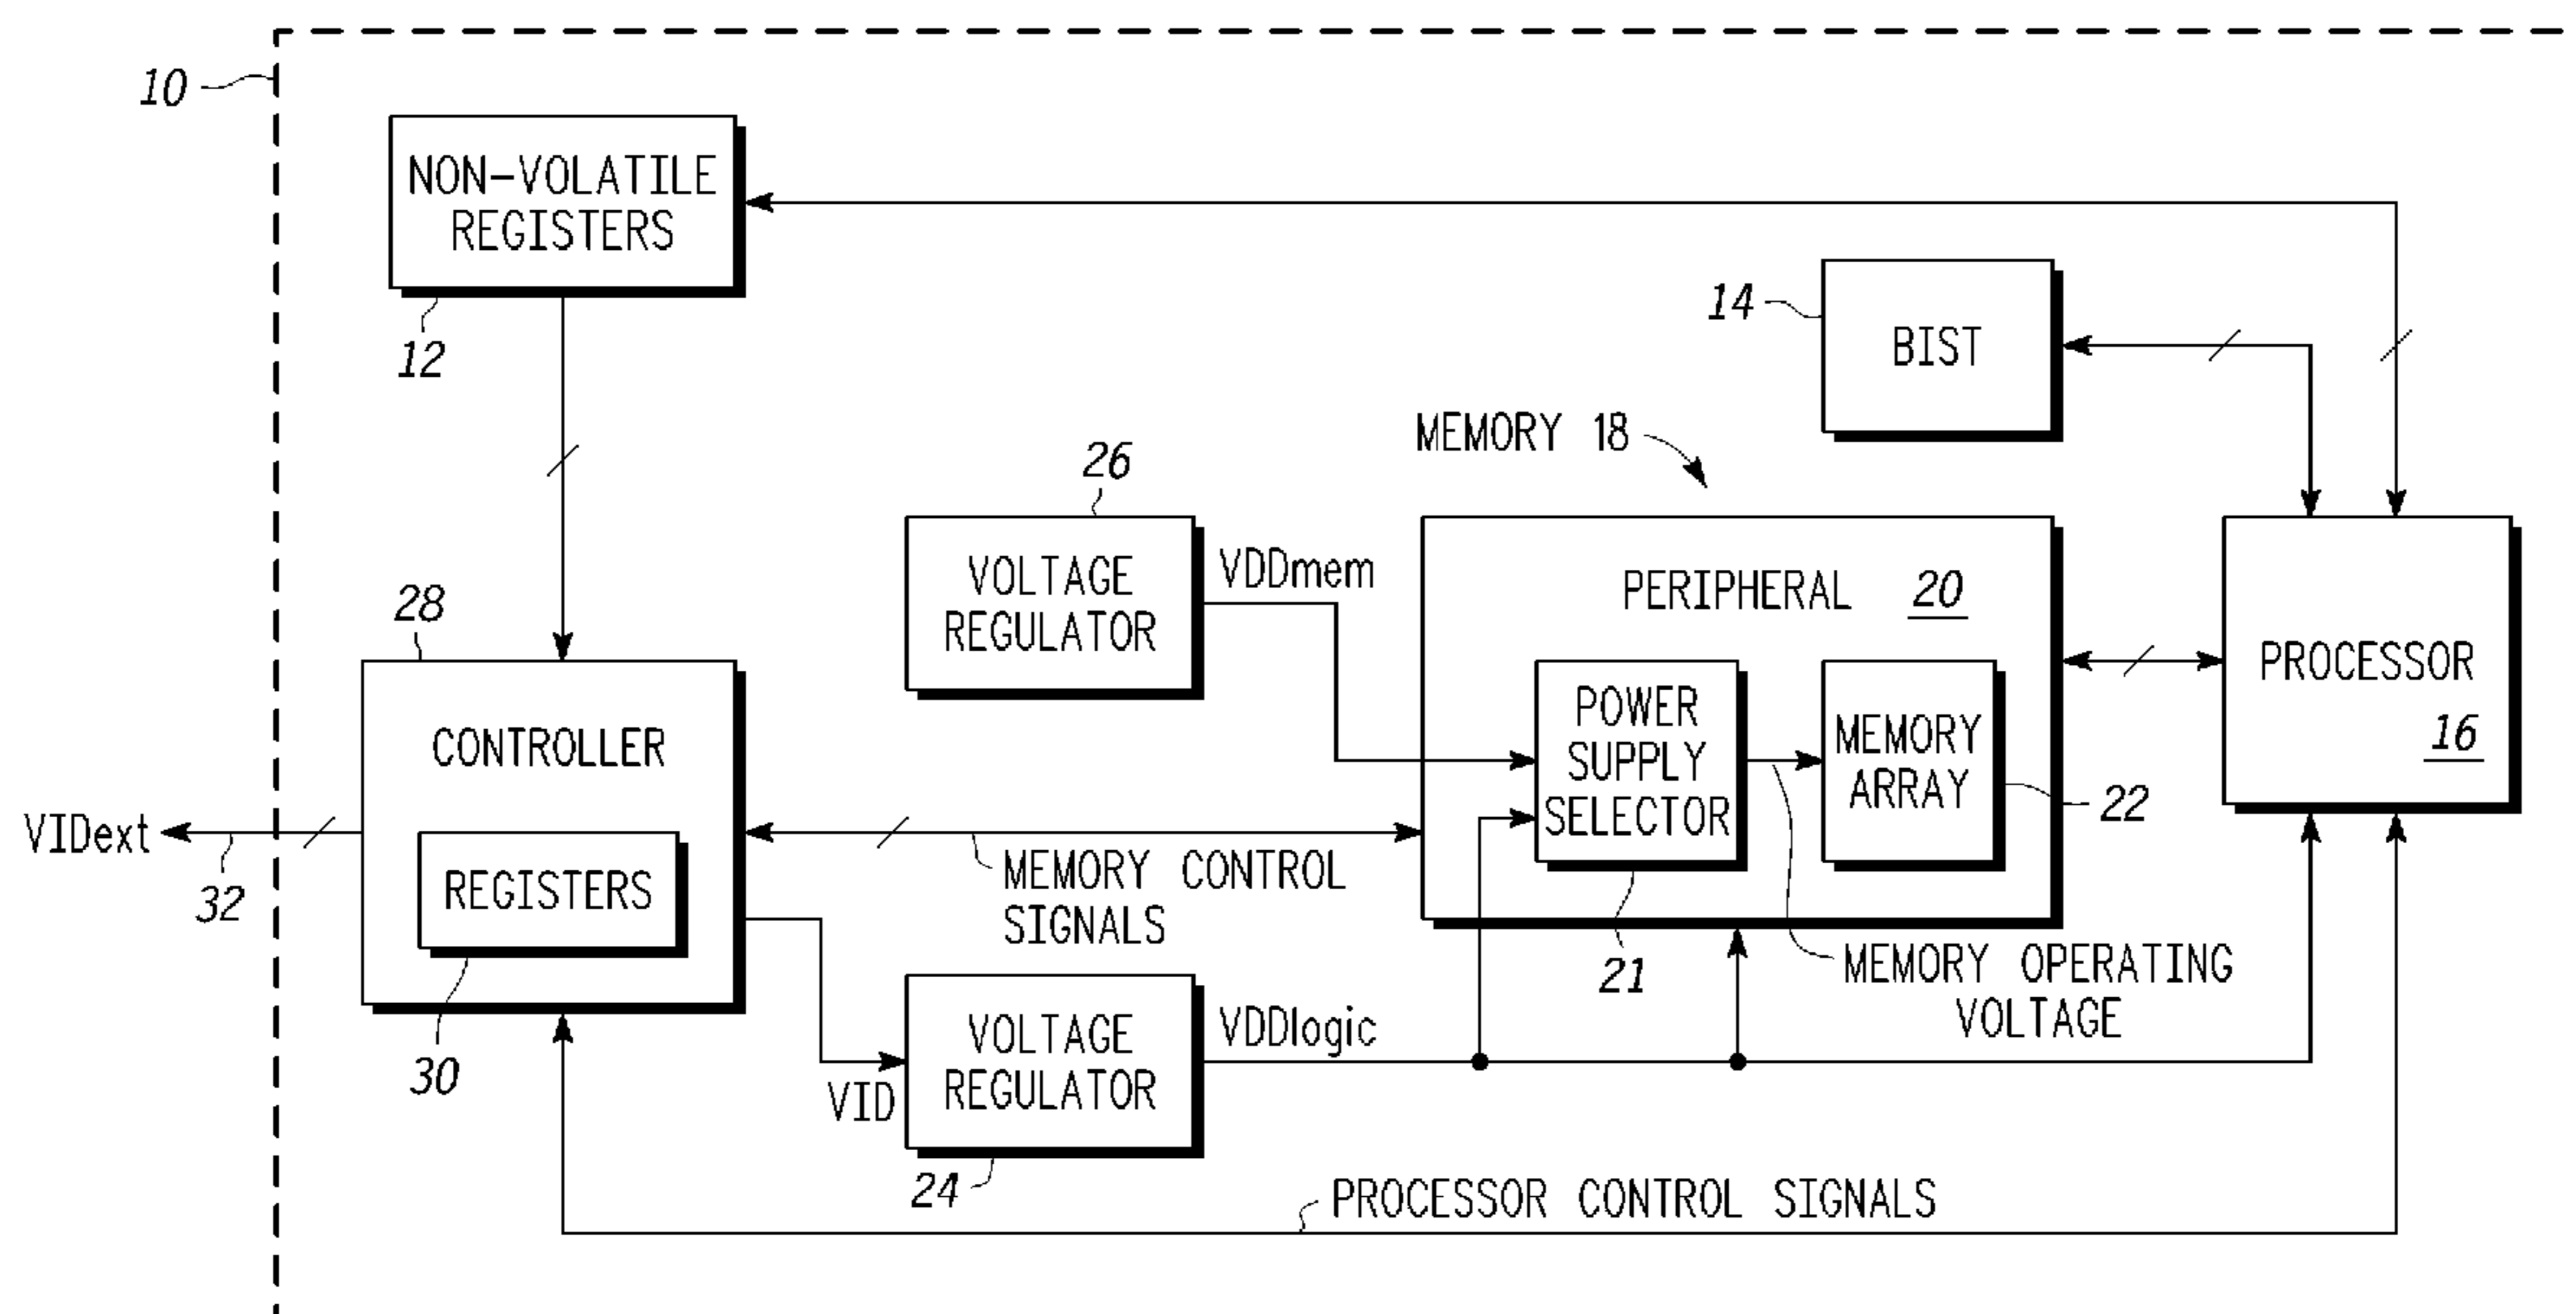 10
NON-VOLATILE
REGISTERS
12
14
BIST
MEMORY 18
26
VOLTAGE
REGULATOR
VDDmem
PERIPHERAL 20
28
CONTROLLER
REGISTERS
30
VIDext
32
POWER
SUPPLY
SELECTOR
21
MEMORY
ARRAY
22
PROCESSOR
16
MEMORY CONTROL
SIGNALS
MEMORY OPERATING
VOLTAGE
VID
VOLTAGE
REGULATOR
24
VDDlogic
PROCESSOR CONTROL SIGNALS